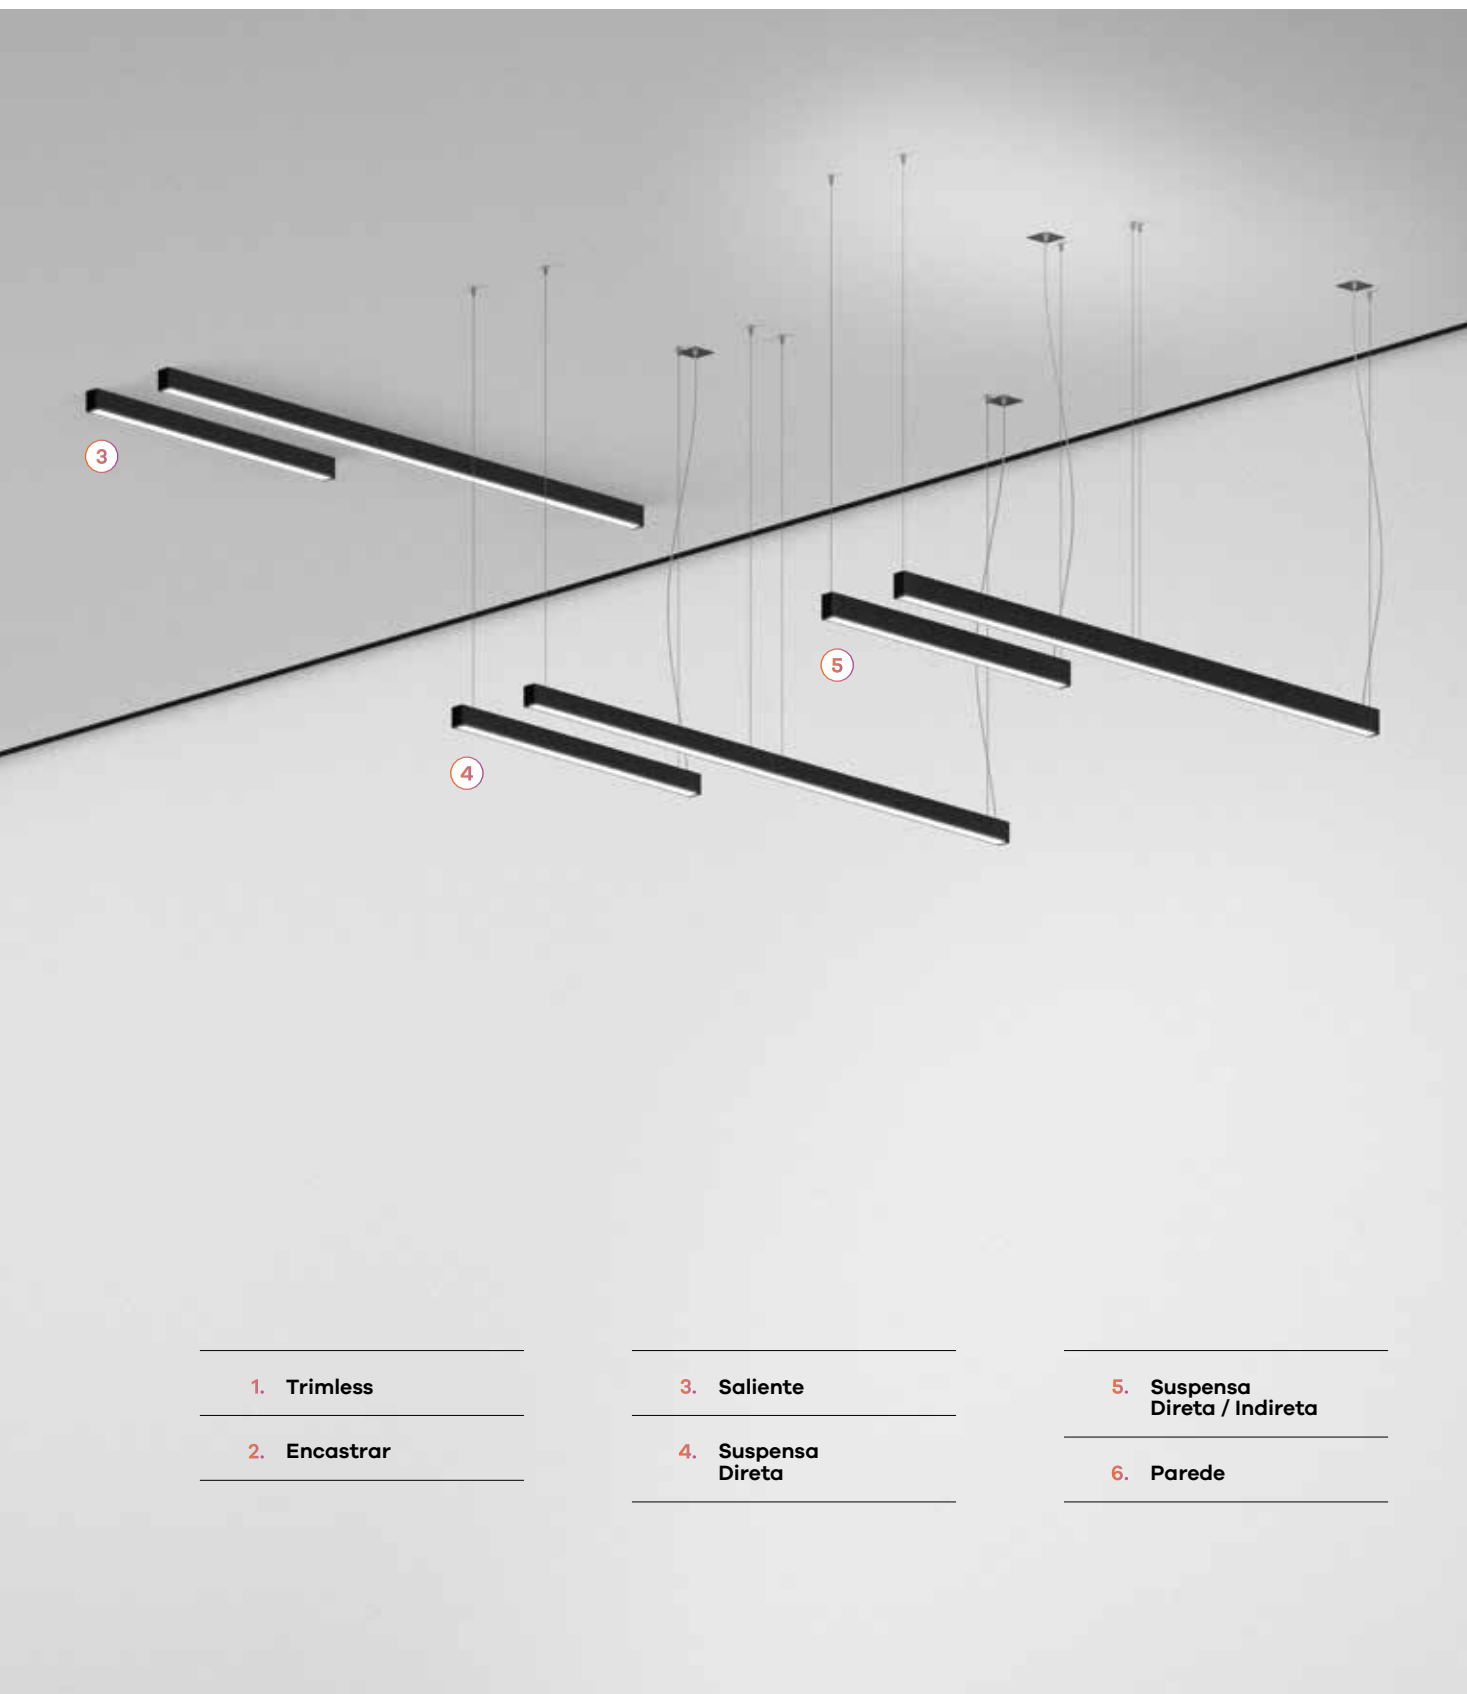 3
5
4
1. Trimless
2. Encastrar
3. Saliente
4. Suspensa
Direta
5. Suspensa
Direta / Indireta
6. Parede